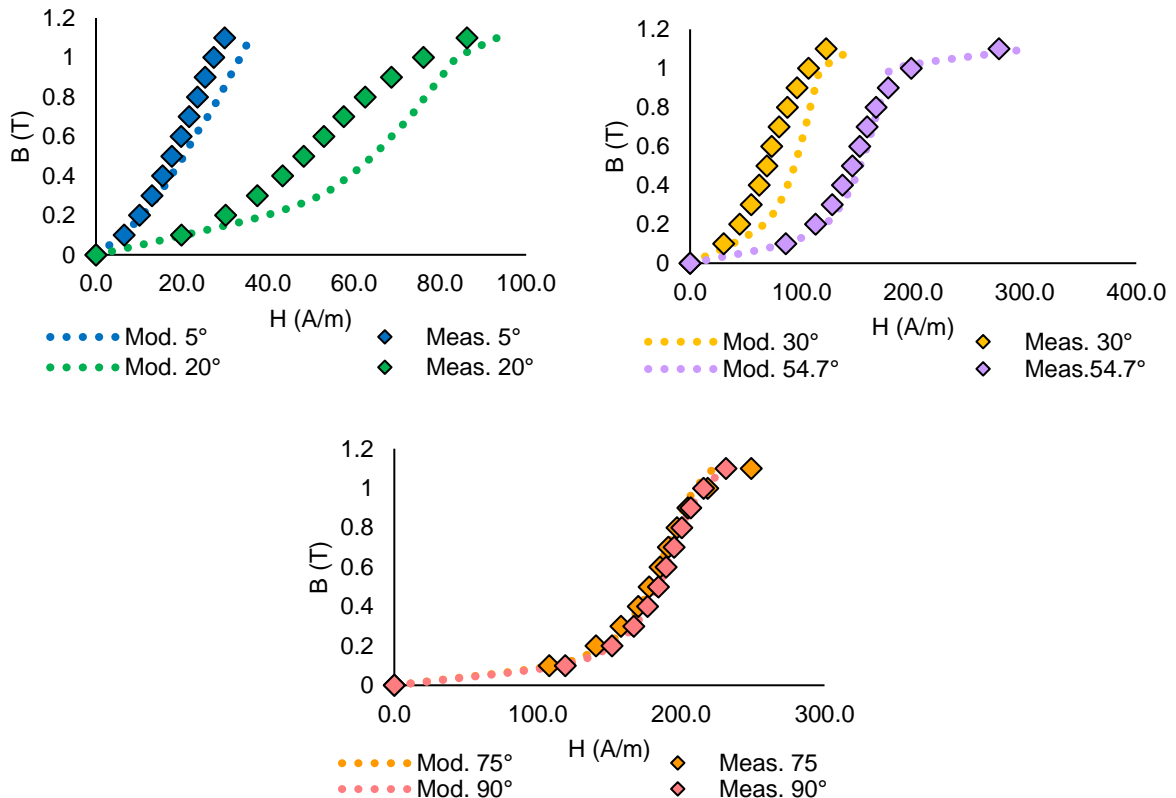 1.2
1
0.8
0.6
0.4
0.2
0
B (T)
0.0 20.0 40.0 60.0 80.0 100.0
H (A/m)
Mod. 5° Meas. 5°
Mod. 20° Meas. 20°
1.2
1
0.8
0.6
0.4
0.2
0
B (T)
0.0 100.0 200.0 300.0 400.0
H (A/m)
Mod. 30° Meas. 30°
Mod. 54.7° Meas.54.7°
1.2
1
0.8
0.6
0.4
0.2
0
B (T)
0.0 100.0 200.0 300.0
H (A/m)
Mod. 75° Meas. 75
Mod. 90° Meas. 90°